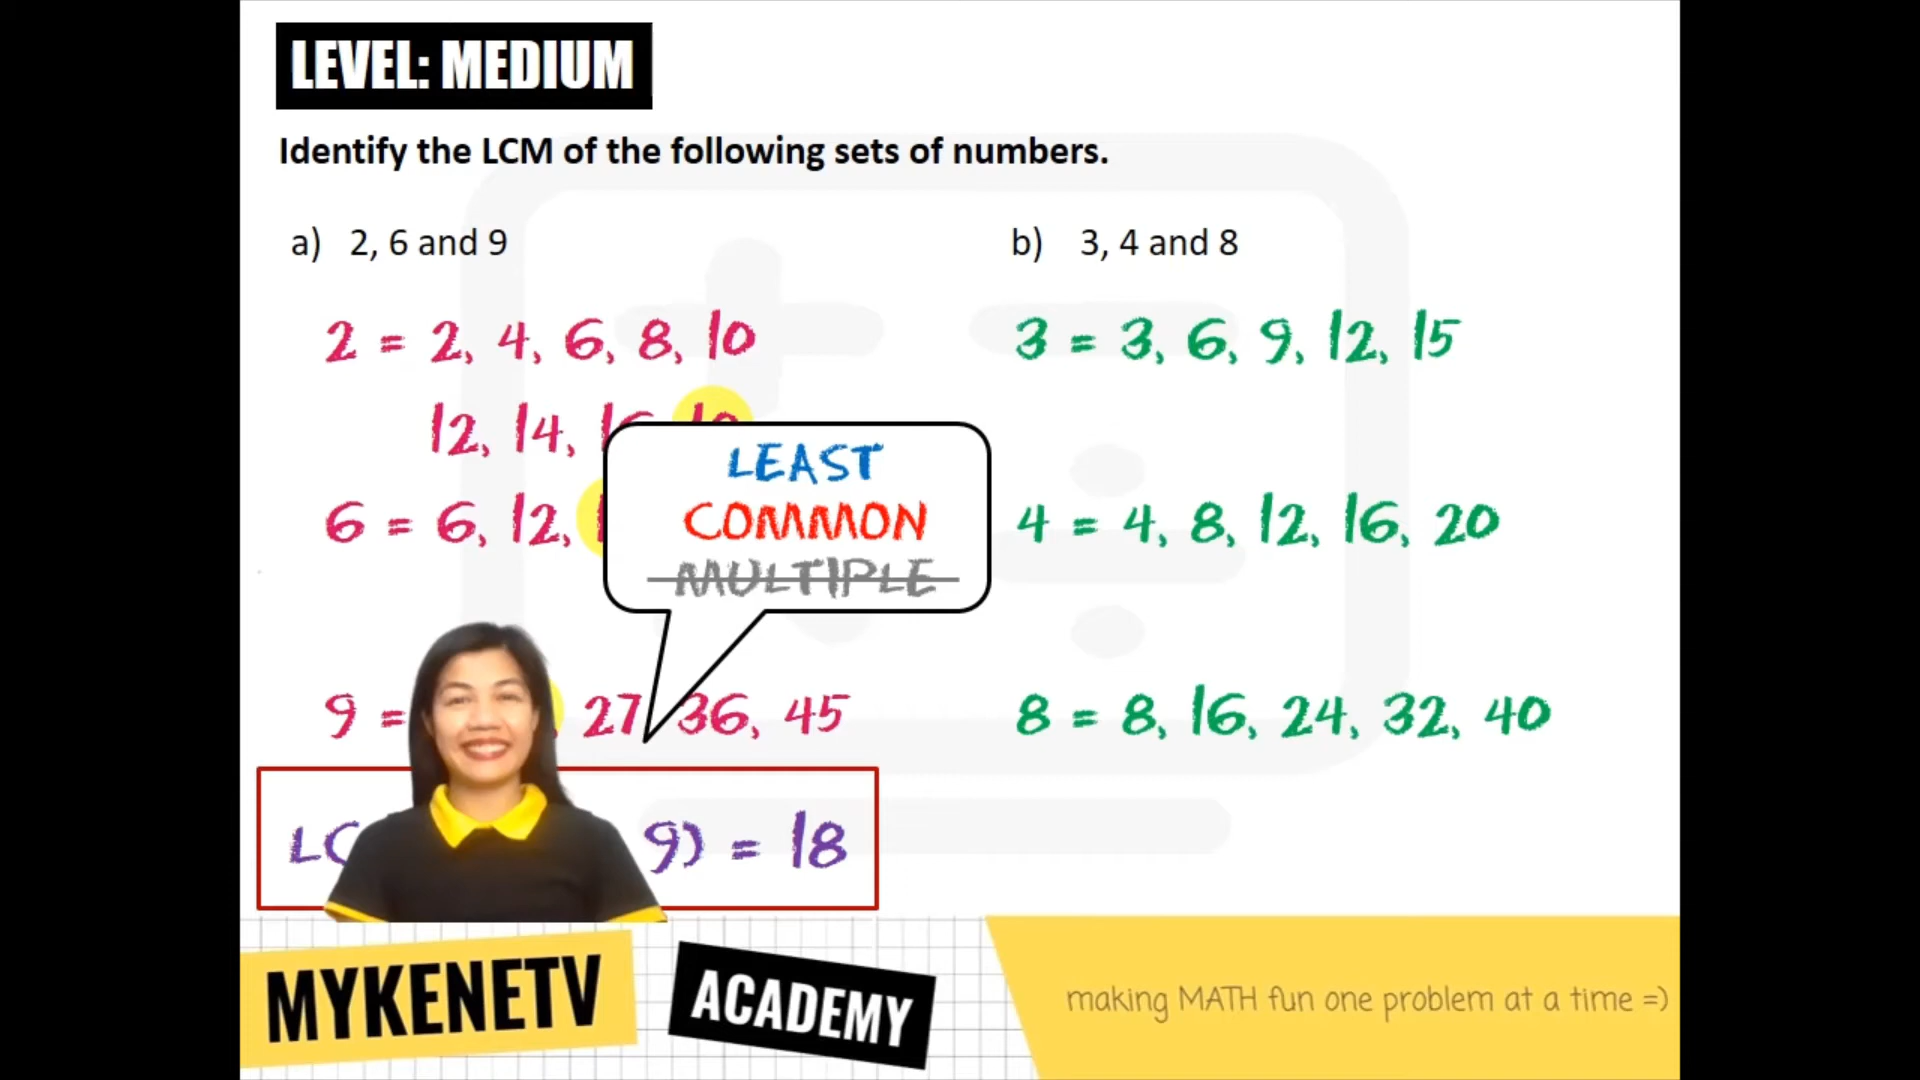 LEVEL: MEDIUM
Identify the LCM of the following sets of numbers.
a) 2, 6 and 9
2 = 2, 4, 6, 8, 10
12, 14,
6 = 6, 12,
9 = 27, 36, 45
9) = 18
LEAST
COMMON
MULTIPLE
b) 3, 4 and 8
3 = 3, 6, 9, 12, 15
4 = 4, 8, 12, 16, 20
8 = 8, 16, 24, 32, 40
MYKENETV
ACADEMY
making MATH fun one problem at a time =)